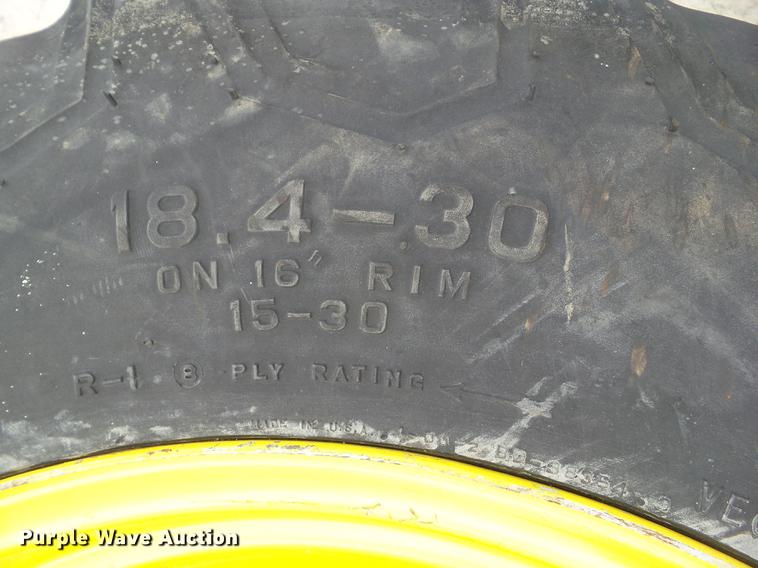 18.4-30
ON 16" RIM
15-30
R-1 8 PLY RATING
MADE IN U.S.A.
Purple Wave Auction